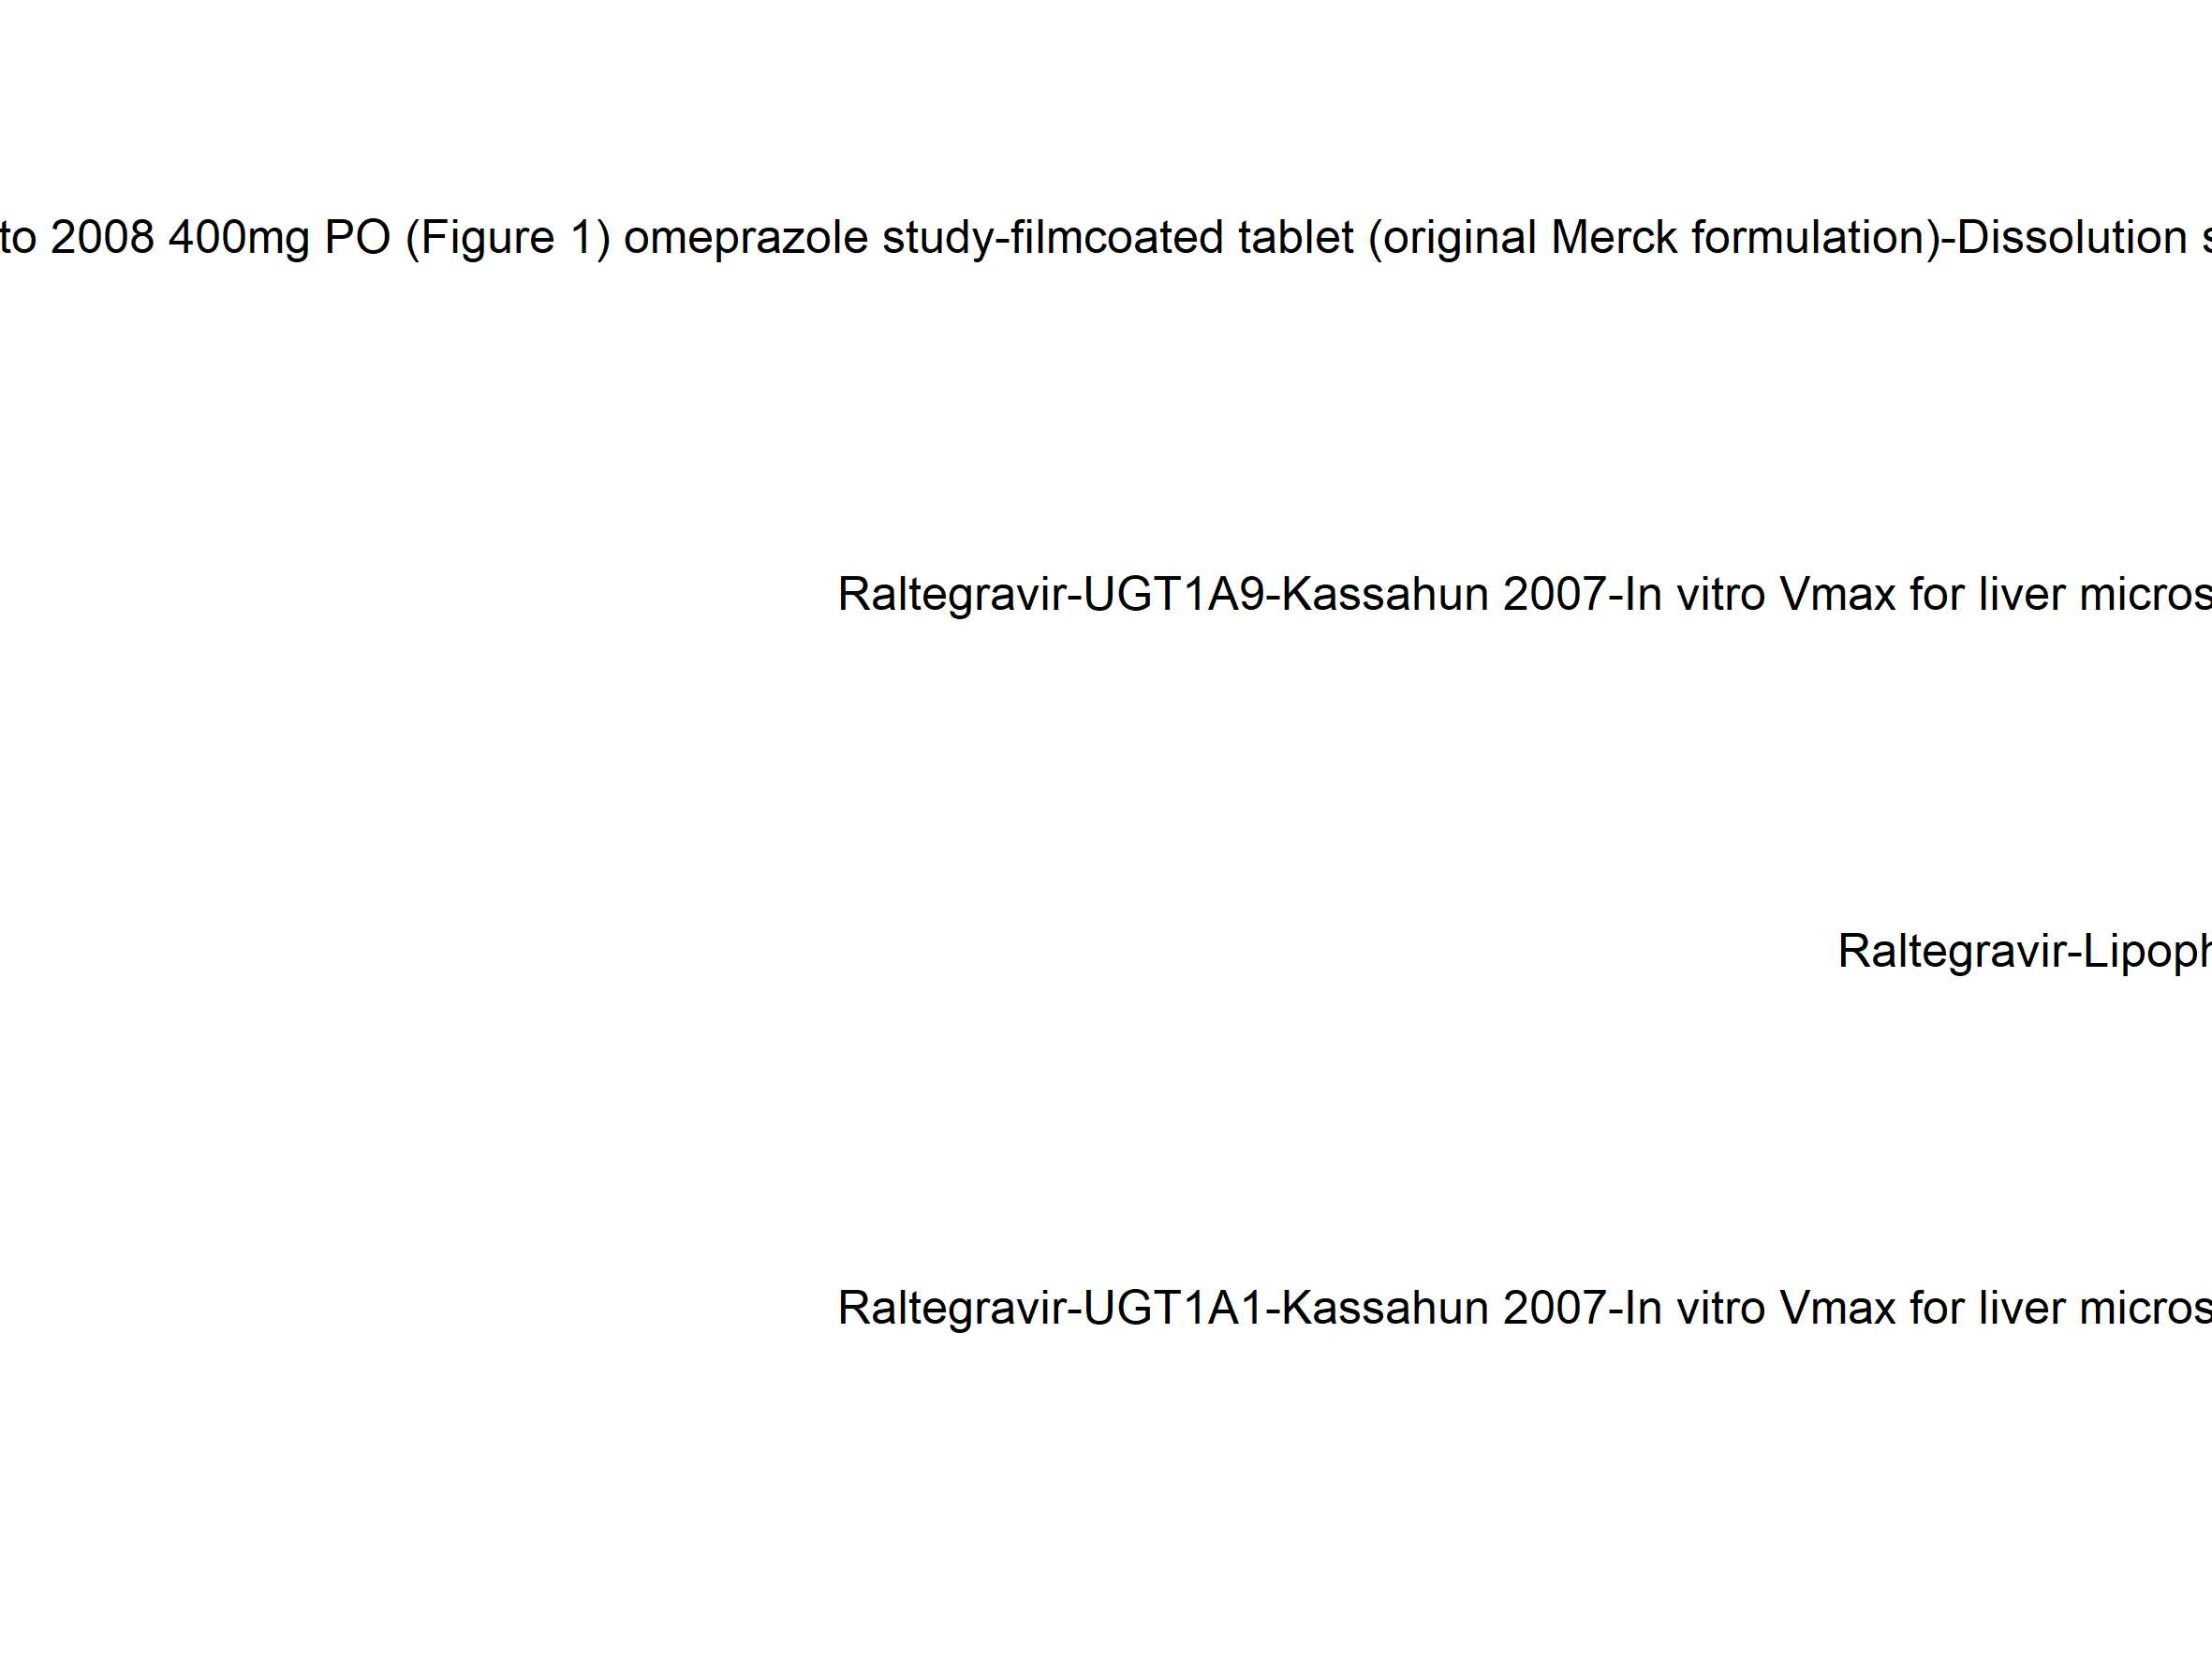 to 2008 400mg PO (Figure 1) omeprazole study-filmcoated tablet (original Merck formulation)-Dissolution s
Raltegravir-UGT1A9-Kassahun 2007-In vitro Vmax for liver micros
Raltegravir-Lipoph
Raltegravir-UGT1A1-Kassahun 2007-In vitro Vmax for liver micros